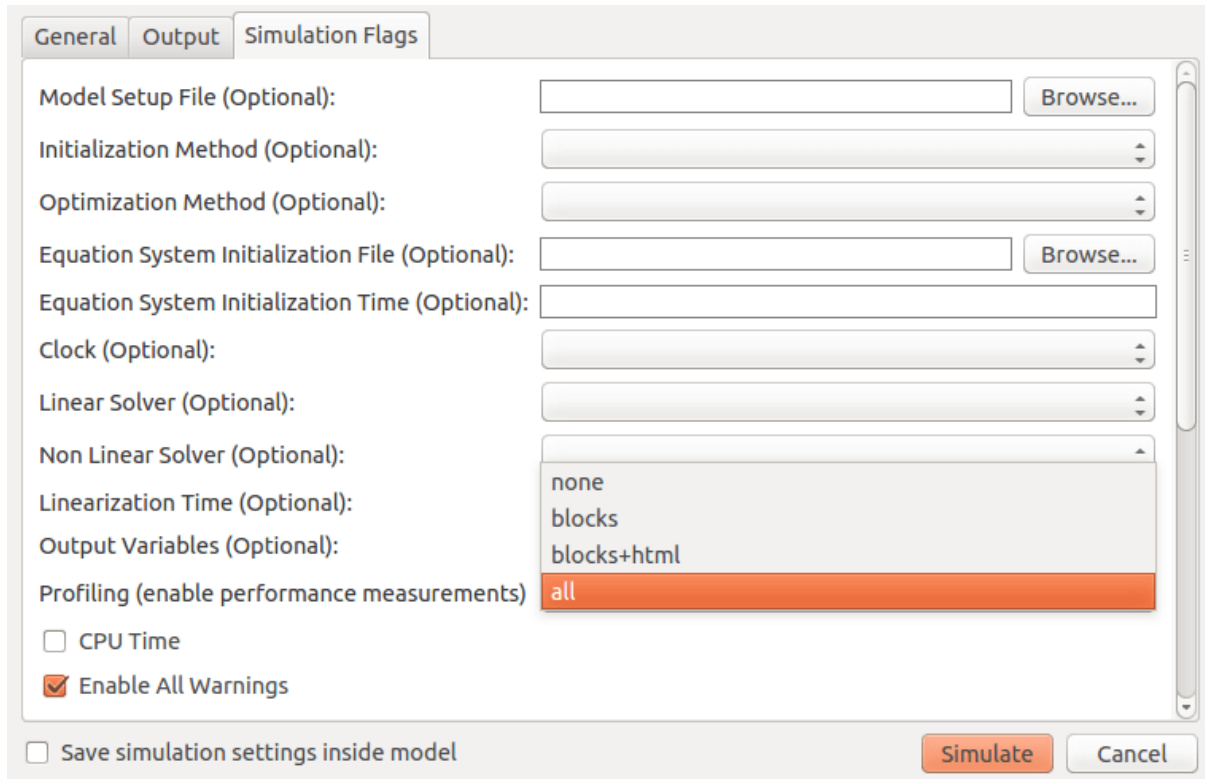 General Output Simulation Flags
Model Setup File (Optional): Browse...
Initialization Method (Optional):
Optimization Method (Optional):
Equation System Initialization File (Optional): Browse...
Equation System Initialization Time (Optional):
Clock (Optional):
Linear Solver (Optional):
Non Linear Solver (Optional):
none
Linearization Time (Optional):
blocks
Output Variables (Optional):
blocks+html
Profiling (enable performance measurements) all
CPU Time
Enable All Warnings
Save simulation settings inside model Simulate Cancel